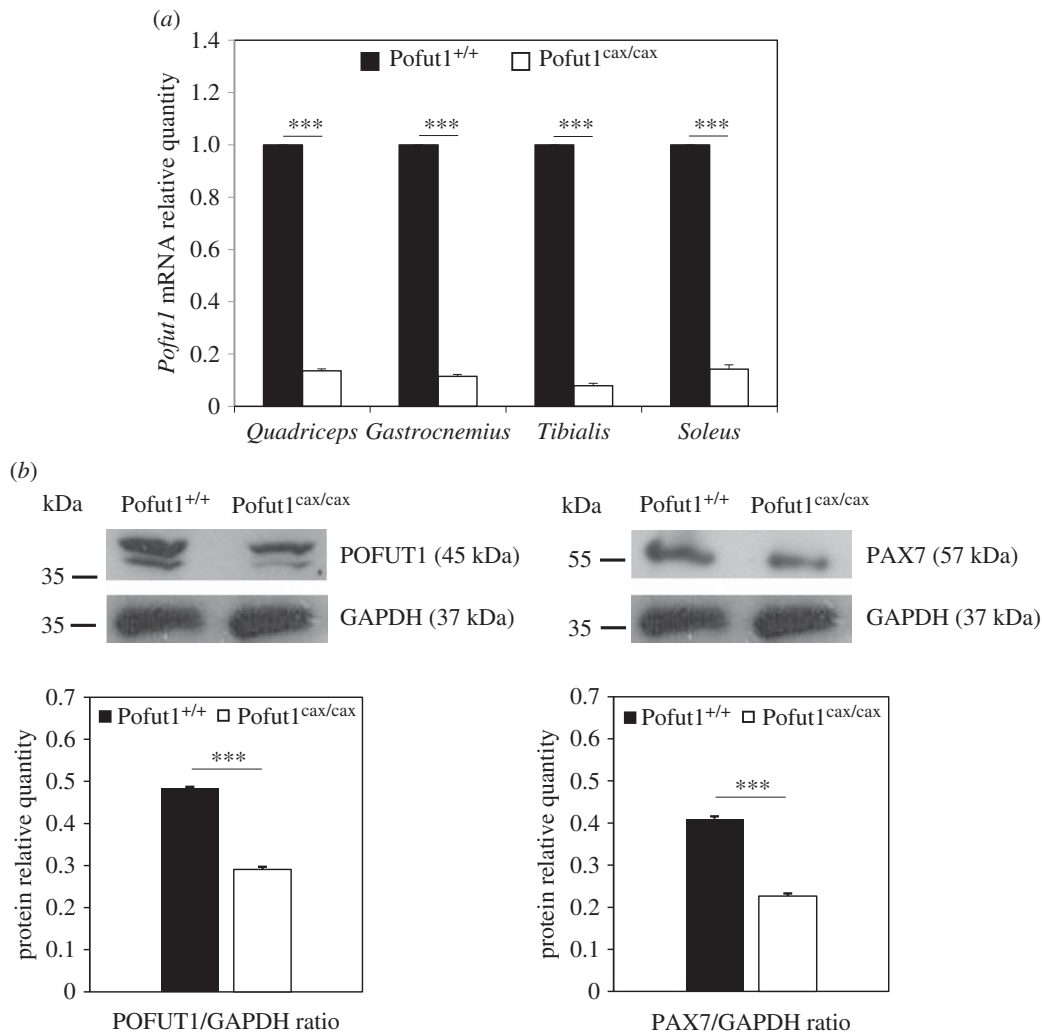 (a)
1.4
1.2
1.0
0.8
0.6
0.4
0.2
0
Pofut1 mRNA relative quantity
Pofut1+/+ Pofut1cax/cax
*** *** *** ***
Quadriceps Gastrocnemius Tibialis Soleus
(b)
kDa Pofut1+/+ Pofut1cax/cax
POFUT1 (45 kDa)
35
35 GAPDH (37 kDa)
kDa Pofut1+/+ Pofut1cax/cax
55 PAX7 (57 kDa)
35 GAPDH (37 kDa)
0.7
0.6
0.5
0.4
0.3
0.2
0.1
0
protein relative quantity
Pofut1+/+ Pofut1cax/cax
***
POFUT1/GAPDH ratio
0.7
0.6
0.5
0.4
0.3
0.2
0.1
0
protein relative quantity
Pofut1+/+ Pofut1cax/cax
***
PAX7/GAPDH ratio